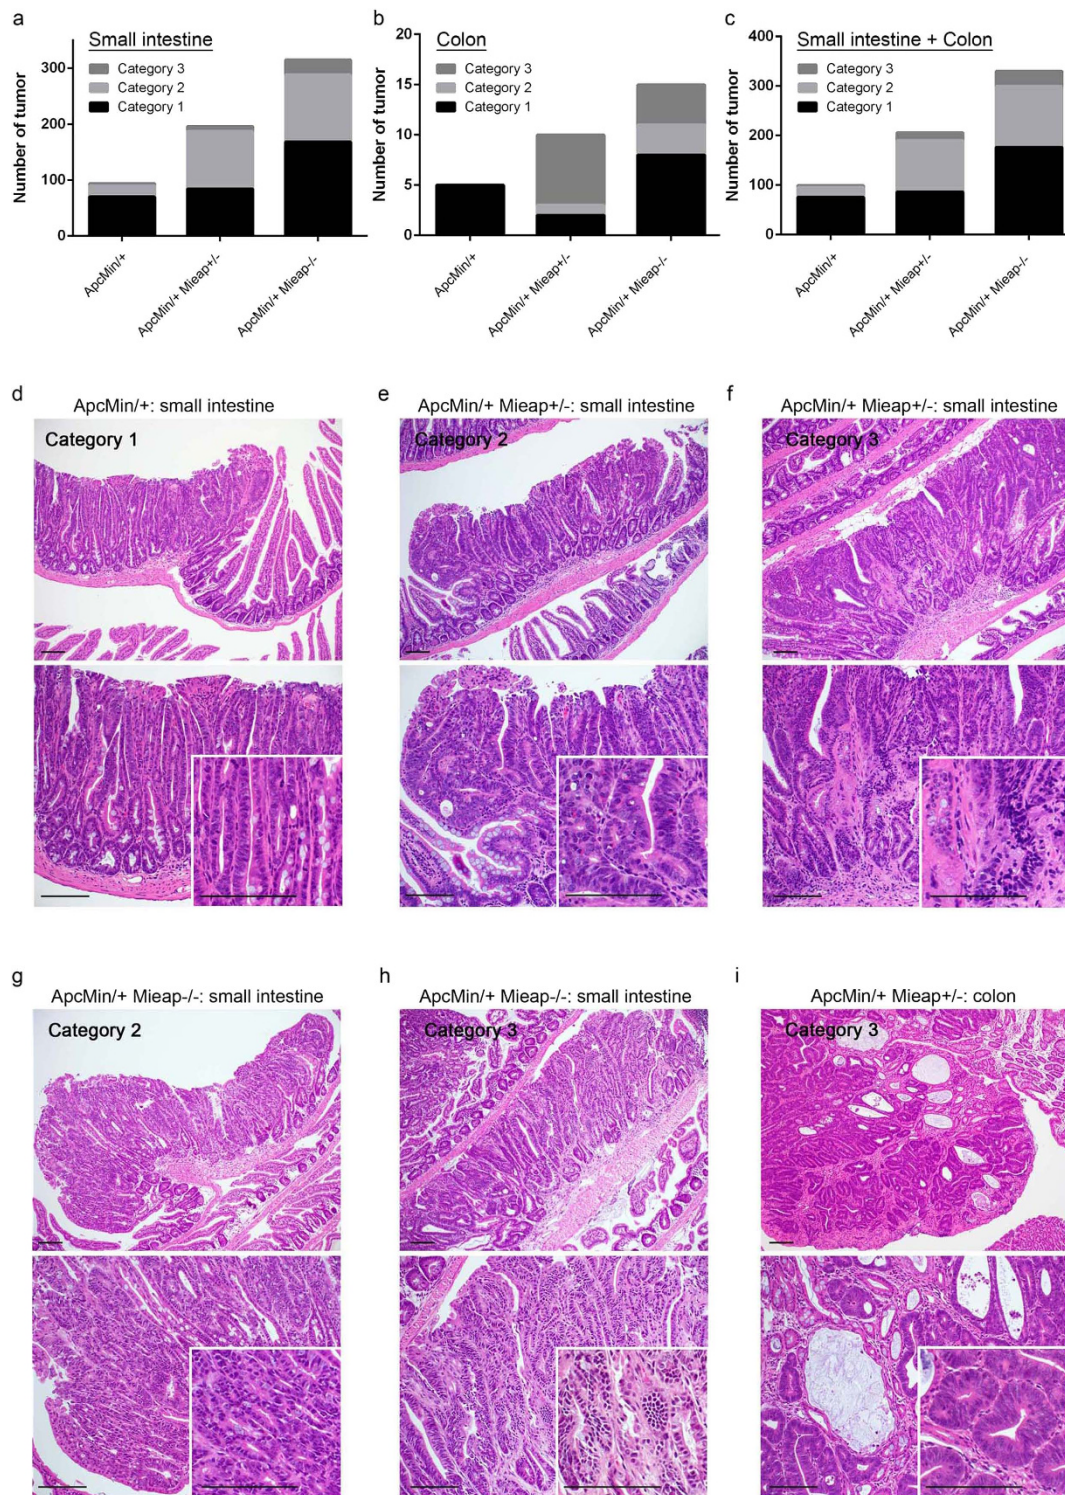 a
Small intestine
Number of tumor
300
200
100
0
Category 3
Category 2
Category 1
ApcMin/+
ApcMin/+ Mieap+/-
ApcMin/+ Mieap-/-
b
Colon
Number of tumor
20
15
10
5
0
Category 3
Category 2
Category 1
ApcMin/+
ApcMin/+ Mieap+/-
ApcMin/+ Mieap-/-
c
Small intestine + Colon
Number of tumor
400
300
200
100
0
Category 3
Category 2
Category 1
ApcMin/+
ApcMin/+ Mieap+/-
ApcMin/+ Mieap-/-
d
ApcMin/+: small intestine
Category 1
e
ApcMin/+ Mieap+/-: small intestine
Category 2
f
ApcMin/+ Mieap+/-: small intestine
Category 3
g
ApcMin/+ Mieap-/-: small intestine
Category 2
h
ApcMin/+ Mieap-/-: small intestine
Category 3
i
ApcMin/+ Mieap+/-: colon
Category 3